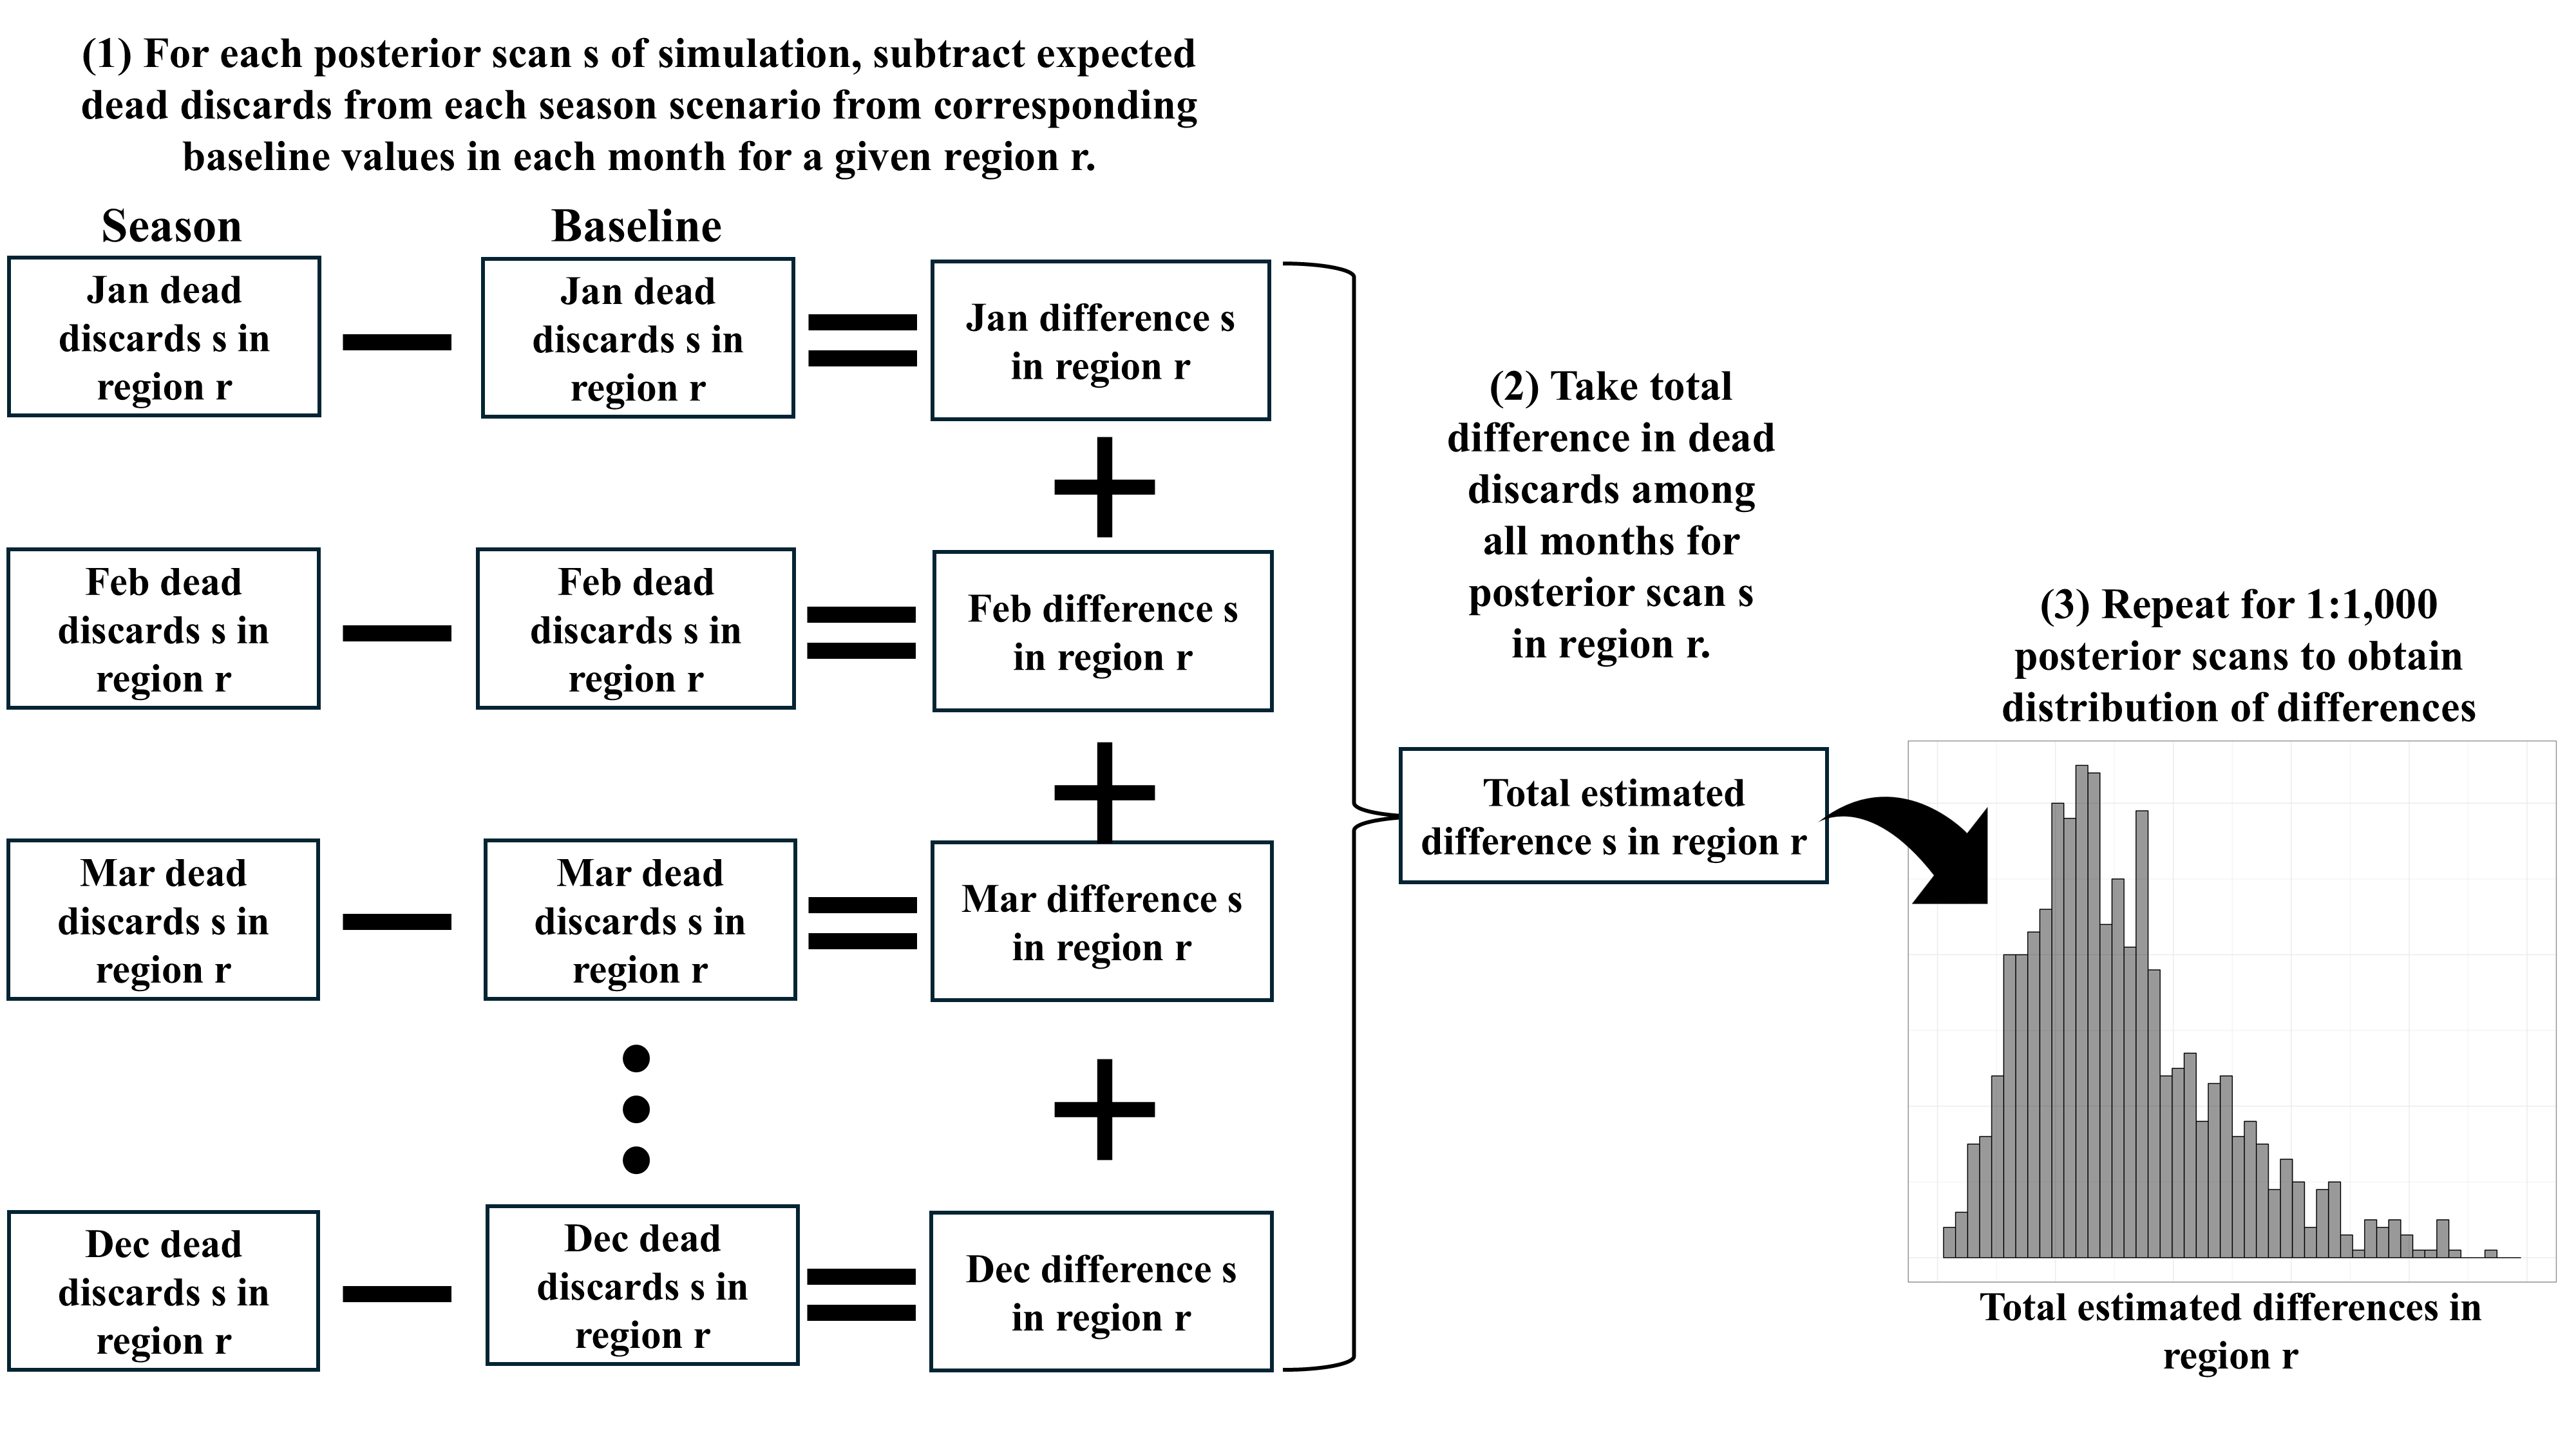 (1) For each posterior scan s of simulation, subtract expected
dead discards from each season scenario from corresponding
baseline values in each month for a given region r.
Season
Baseline
Jan dead
discards s in
region r
Jan dead
discards s in
region r
Jan difference s
in region r
Feb dead
discards s in
region r
Feb dead
discards s in
region r
Feb difference s
in region r
Mar dead
discards s in
region r
Mar dead
discards s in
region r
Mar difference s
in region r
Dec dead
discards s in
region r
Dec dead
discards s in
region r
Dec difference s
in region r
(2) Take total
difference in dead
discards among
all months for
posterior scan s
in region r.
Total estimated
difference s in region r
(3) Repeat for 1:1,000
posterior scans to obtain
distribution of differences
Total estimated differences in
region r